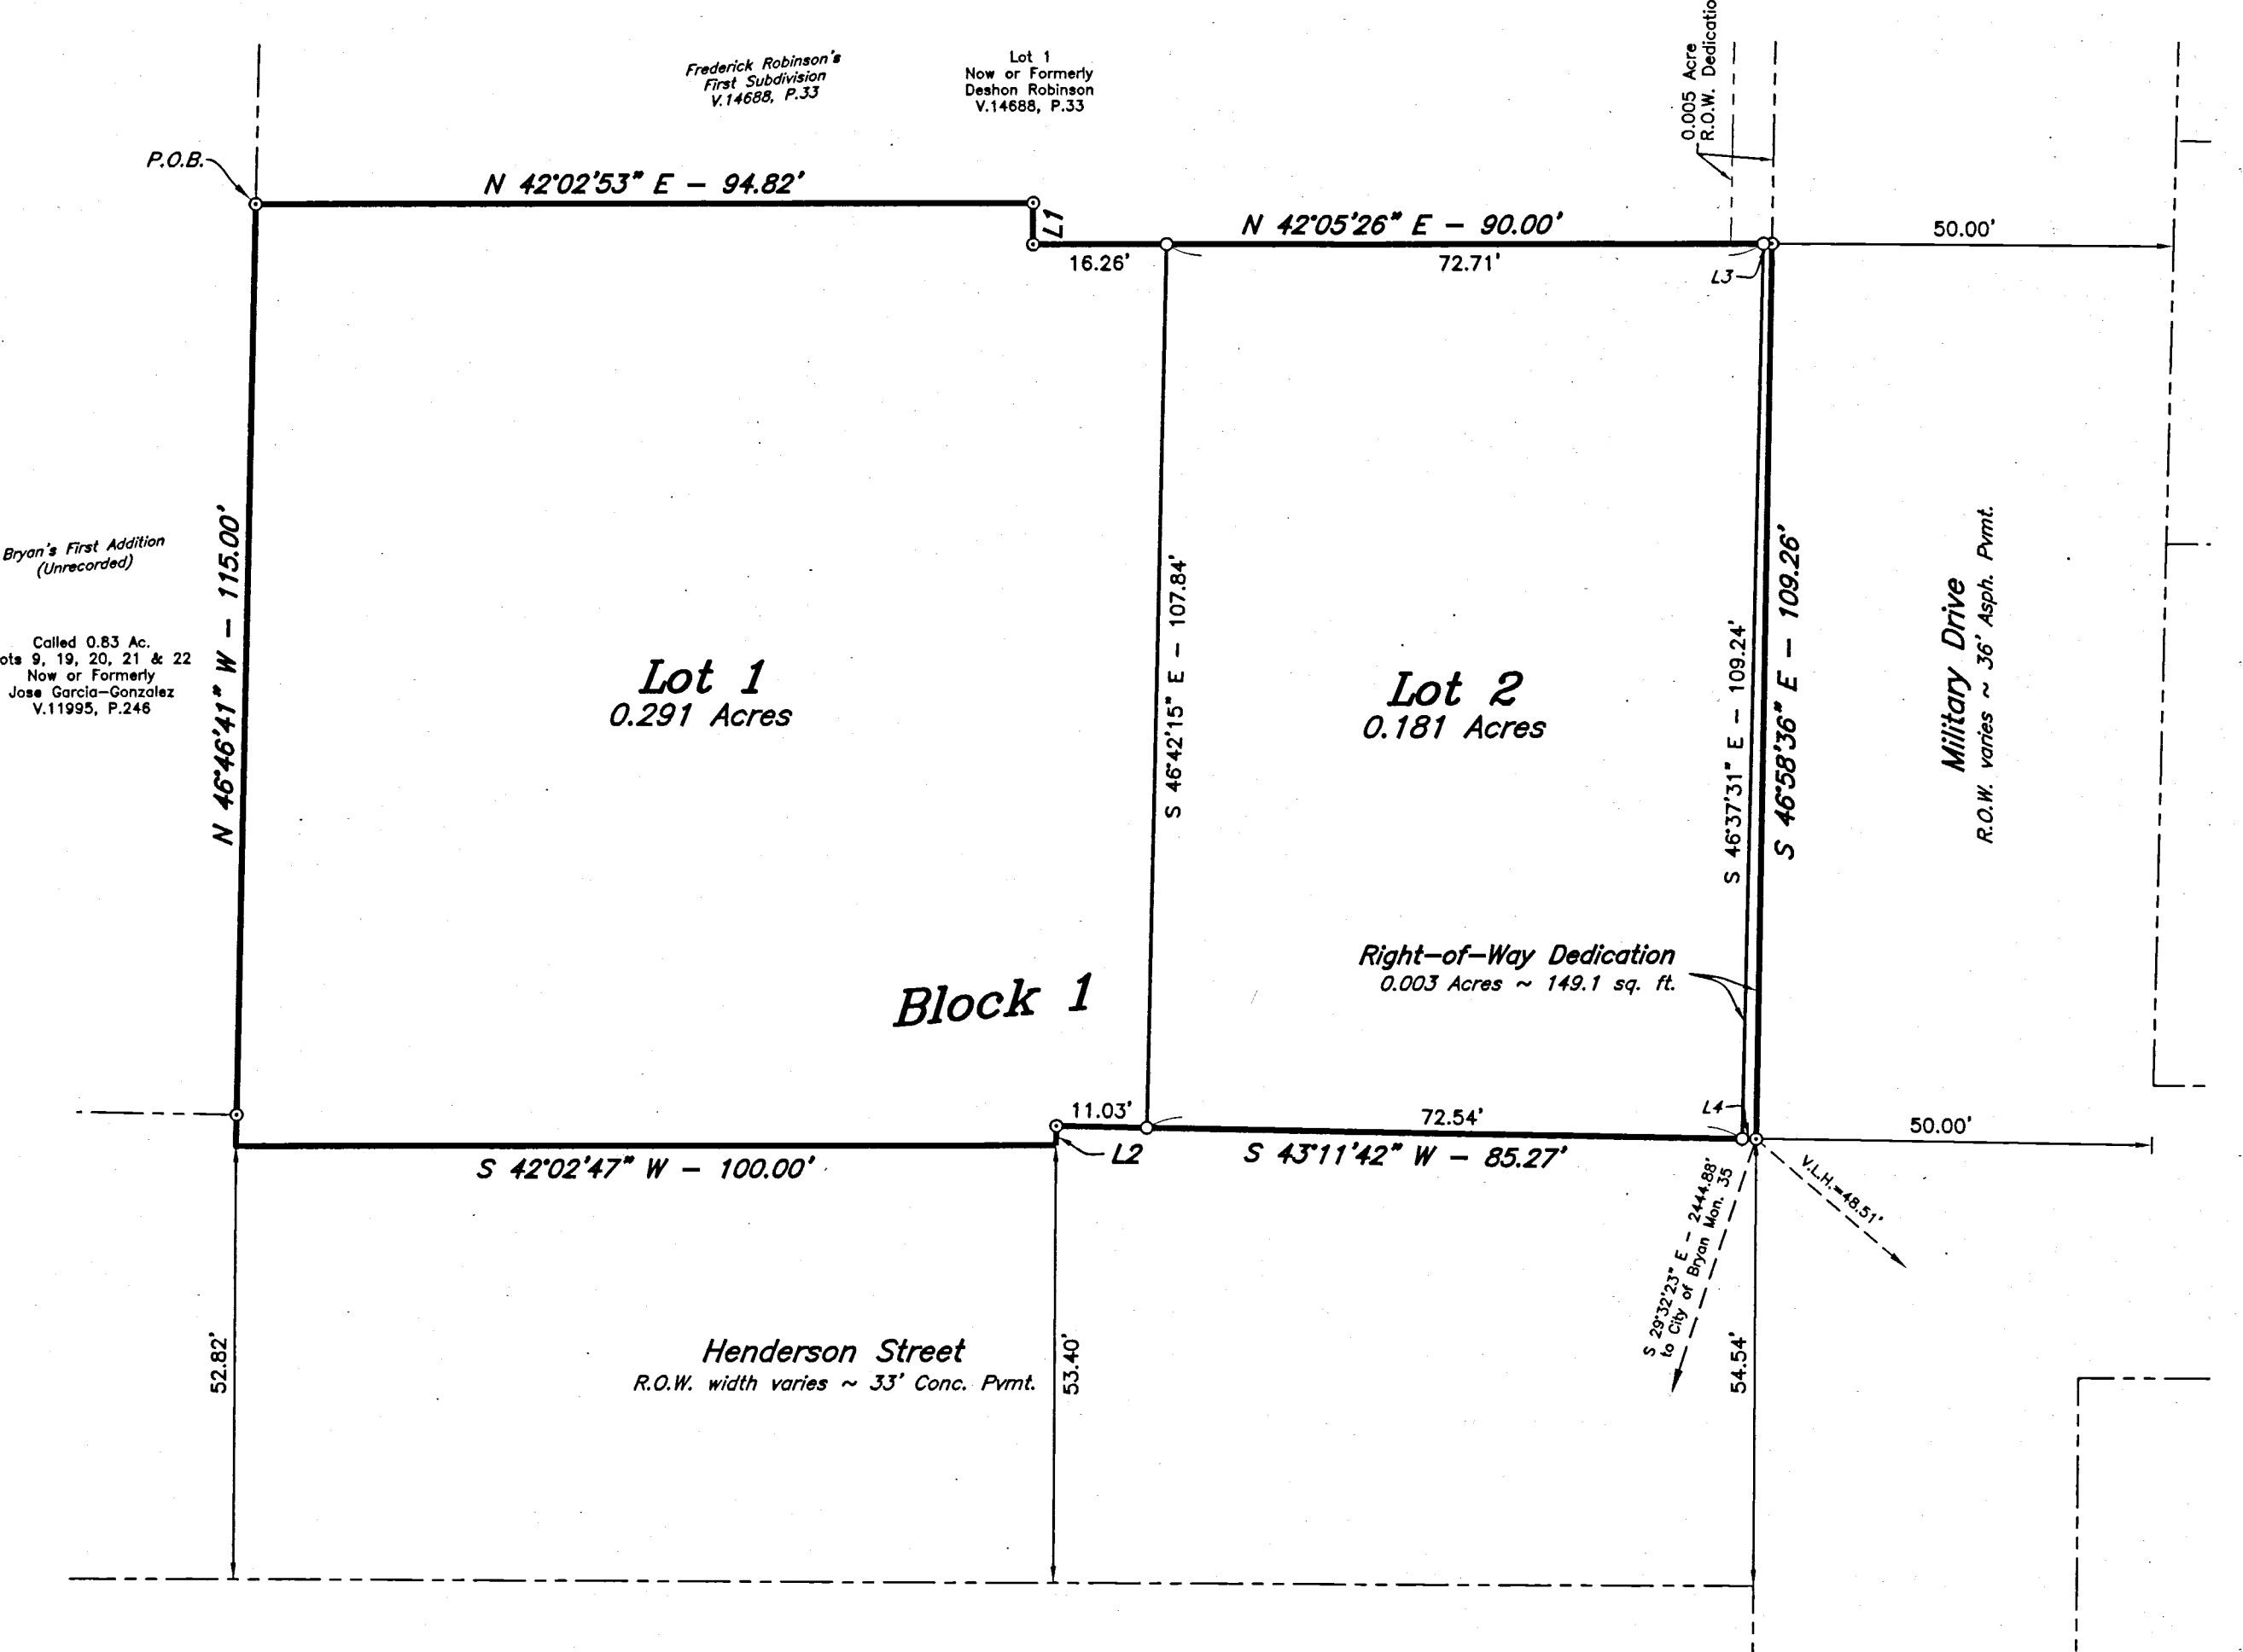 Frederick Robinson's
First Subdivision
V.14688, P.33
Lot 1
Now or Formerly
Deshon Robinson
V.14688, P.33
0.005 Acre
R.O.W.
P.O.B.
N 42°02'53" E – 94.82'
L1
N 42°05'26" E – 90.00'
50.00'
16.26'
72.71'
L3
Bryan's First Addition
(Unrecorded)
Called 0.83 Ac.
9, 19, 20, 21 & 22
Now or Formerly
Jose Garcia-Gonzalez
V.11995, P.246
N 46°46'41" W – 115.00'
Lot 1
0.291 Acres
S 46°42'15" E – 107.84'
Lot 2
0.181 Acres
S 46°37'31" E – 109.24'
S 46°58'36" E – 109.26'
Military Drive
R.O.W. varies ~ 36' Asph. Pvmt.
Right-of-Way Dedication
0.003 Acres ~ 149.1 sq. ft.
Block 1
11.03'
72.54'
L4
50.00'
L2
S 42°02'47" W – 100.00'
S 43°11'42" W – 85.27'
V.L.H.=48.51'
S 29°32'23" E – 2444.88'
to City of Bryan Mon. 35
52.82'
Henderson Street
R.O.W. width varies ~ 33' Conc. Pvmt.
53.40'
54.54'